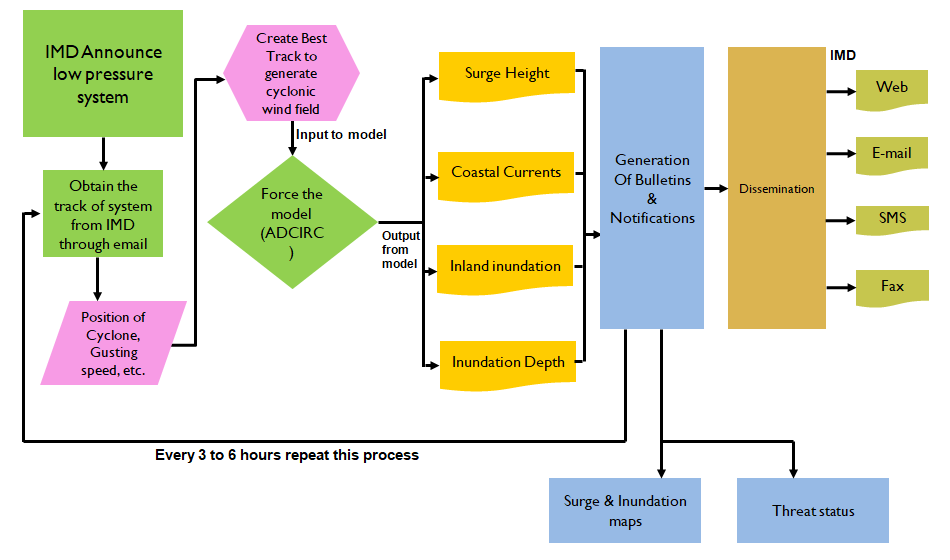 IMD Announce
low pressure
system
Obtain the
track of system
from IMD
through email
Position of
Cyclone,
Gusting
speed, etc.
Create Best
Track to
generate
cyclonic
wind field
Input to model
Force the
model
(ADCIRC
)
Output
from
model
Surge Height
Coastal Currents
Inland inundation
Inundation Depth
Generation
Of Bulletins
&
Notifications
Dissemination
IMD
Web
E-mail
SMS
Fax
Every 3 to 6 hours repeat this process
Surge & Inundation
maps
Threat status